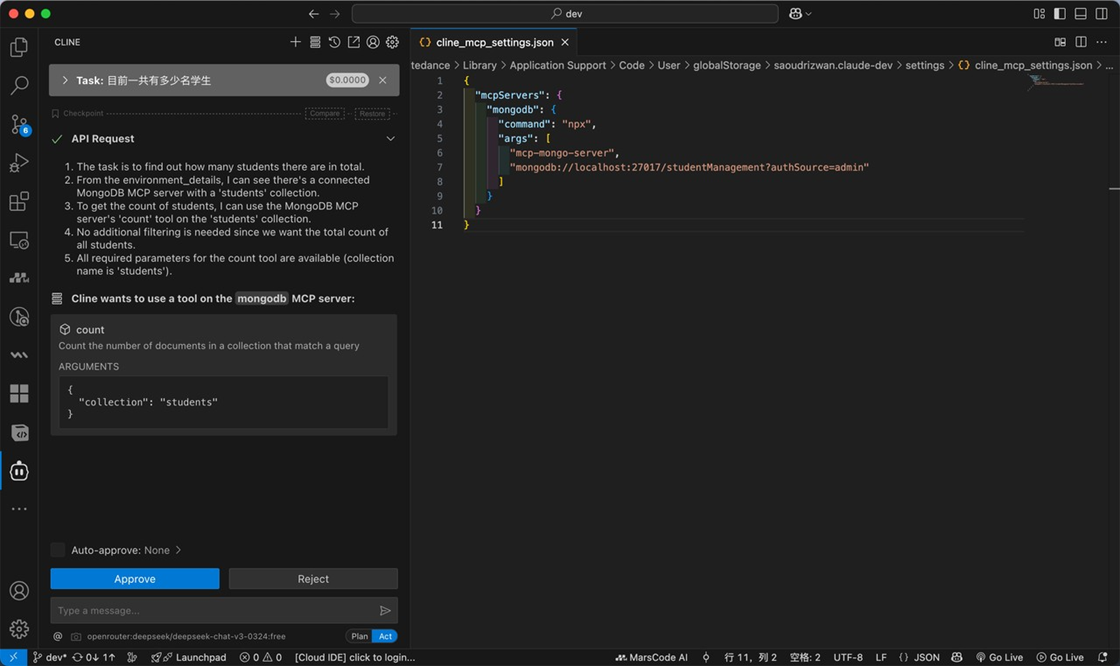 dev
CLINE
Task: 目前一共有多少名学生
$0.0000
Checkpoint
Compare
Restore
API Request
1. The task is to find out how many students there are in total.
2. From the environment_details, I can see there's a connected
MongoDB MCP server with a 'students' collection.
3. To get the count of students, I can use the MongoDB MCP
server's 'count' tool on the 'students' collection.
4. No additional filtering is needed since we want the total count of
all students.
5. All required parameters for the count tool are available (collection
name is 'students').
Cline wants to use a tool on the mongodb MCP server:
count
Count the number of documents in a collection that match a query
ARGUMENTS
{
"collection": "students"
}
Auto-approve: None
Approve
Reject
Type a message...
@ openrouter:deepseek/deepseek-chat-v3-0324:free
Plan Act
6
{} cline_mcp_settings.json
tedance > Library > Application Support > Code > User > globalStorage > saoudrizwan.claude-dev > settings > {} cline_mcp_settings.json > ...
1 {
2 "mcpServers": {
3 "mongodb": {
4 "command": "npx",
5 "args": [
6 "mcp-mongo-server",
7 "mongodb://localhost:27017/studentManagement?authSource=admin"
8 ]
9 }
10 }
11 }
dev* 0↓ 1↑ Launchpad 0 0 [Cloud IDE] click to login... MarsCode AI 行 11，列 2 空格: 2 UTF-8 LF {} JSON Go Live Go Live